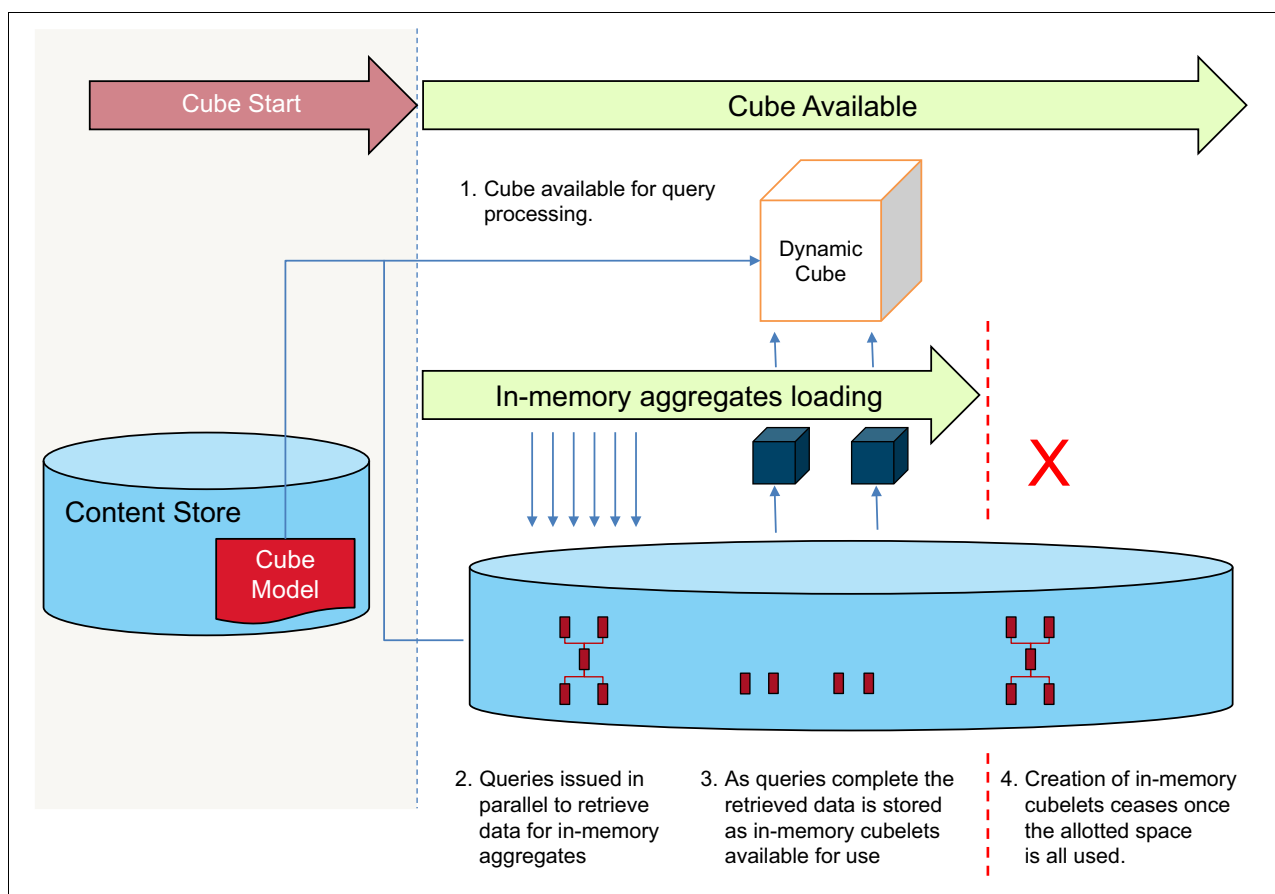 Cube Start
Cube Available
1. Cube available for query
processing.
Dynamic
Cube
In-memory aggregates loading
X
Content Store
Cube
Model
2. Queries issued in
parallel to retrieve
data for in-memory
aggregates
3. As queries complete the
retrieved data is stored
as in-memory cubelets
available for use
4. Creation of in-memory
cubelets ceases once
the allotted space
is all used.